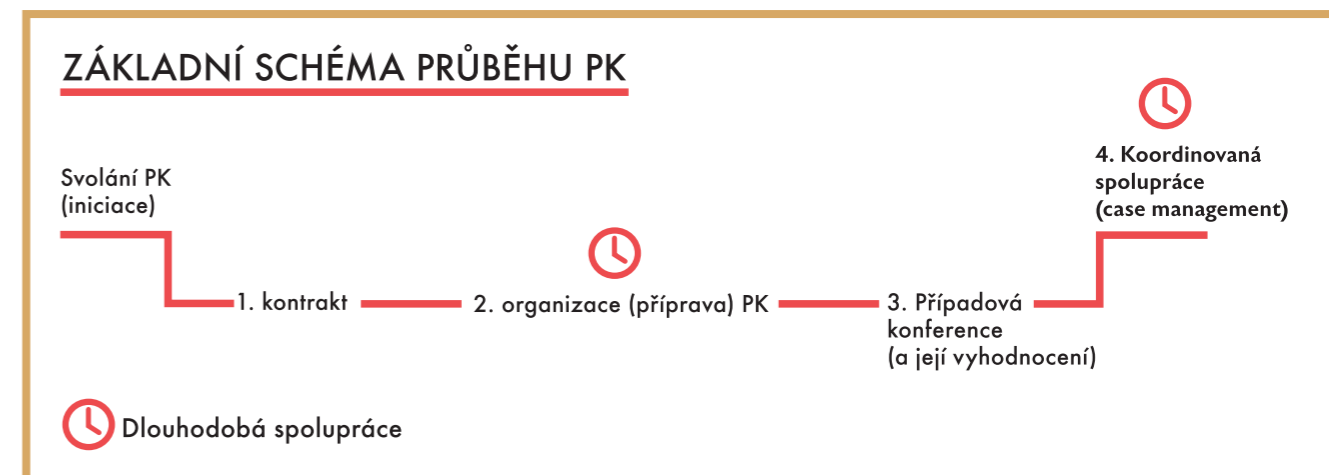 ZÁKLADNÍ SCHÉMA PRŮBĚHU PK
Svolání PK
(iniciace)
1. kontrakt
2. organizace (příprava) PK
3. Případová
konference
(a její vyhodnocení)
4. Koordinovaná
spolupráce
(case management)
Dlouhodobá spolupráce